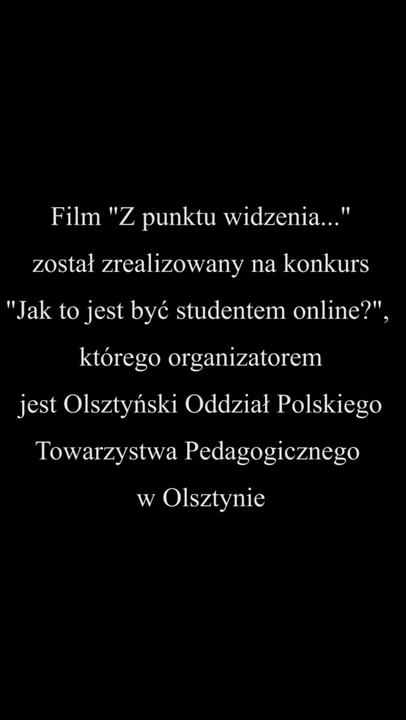 Film "Z punktu widzenia..."
został zrealizowany na konkurs
"Jak to jest być studentem online?",
którego organizatorem
jest Olsztyński Oddział Polskiego
Towarzystwa Pedagogicznego
w Olsztynie